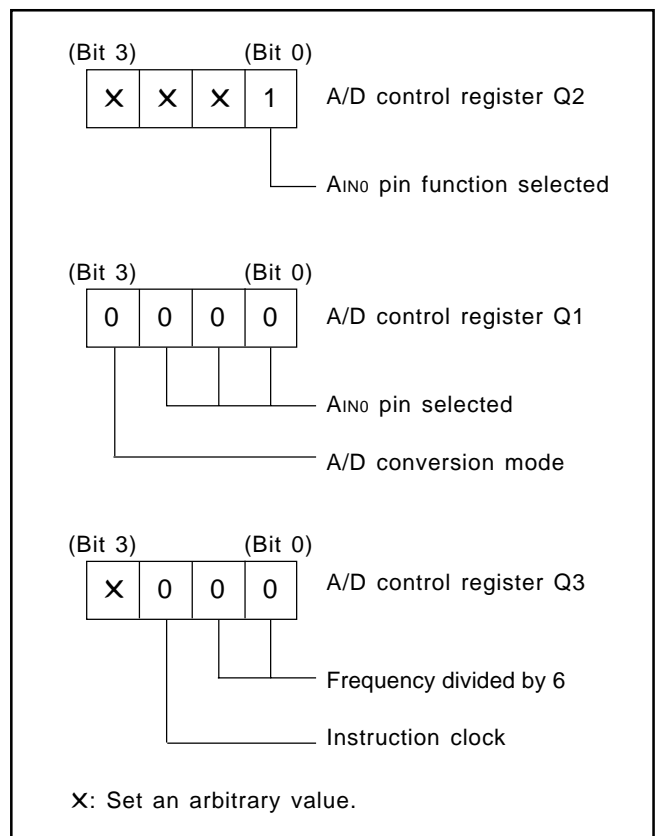 (Bit 3) (Bit 0)
✕ ✕ ✕ 1 A/D control register Q2
AIN0 pin function selected
(Bit 3) (Bit 0)
0 0 0 0 A/D control register Q1
AIN0 pin selected
A/D conversion mode
(Bit 3) (Bit 0)
✕ 0 0 0 A/D control register Q3
Frequency divided by 6
Instruction clock
✕: Set an arbitrary value.